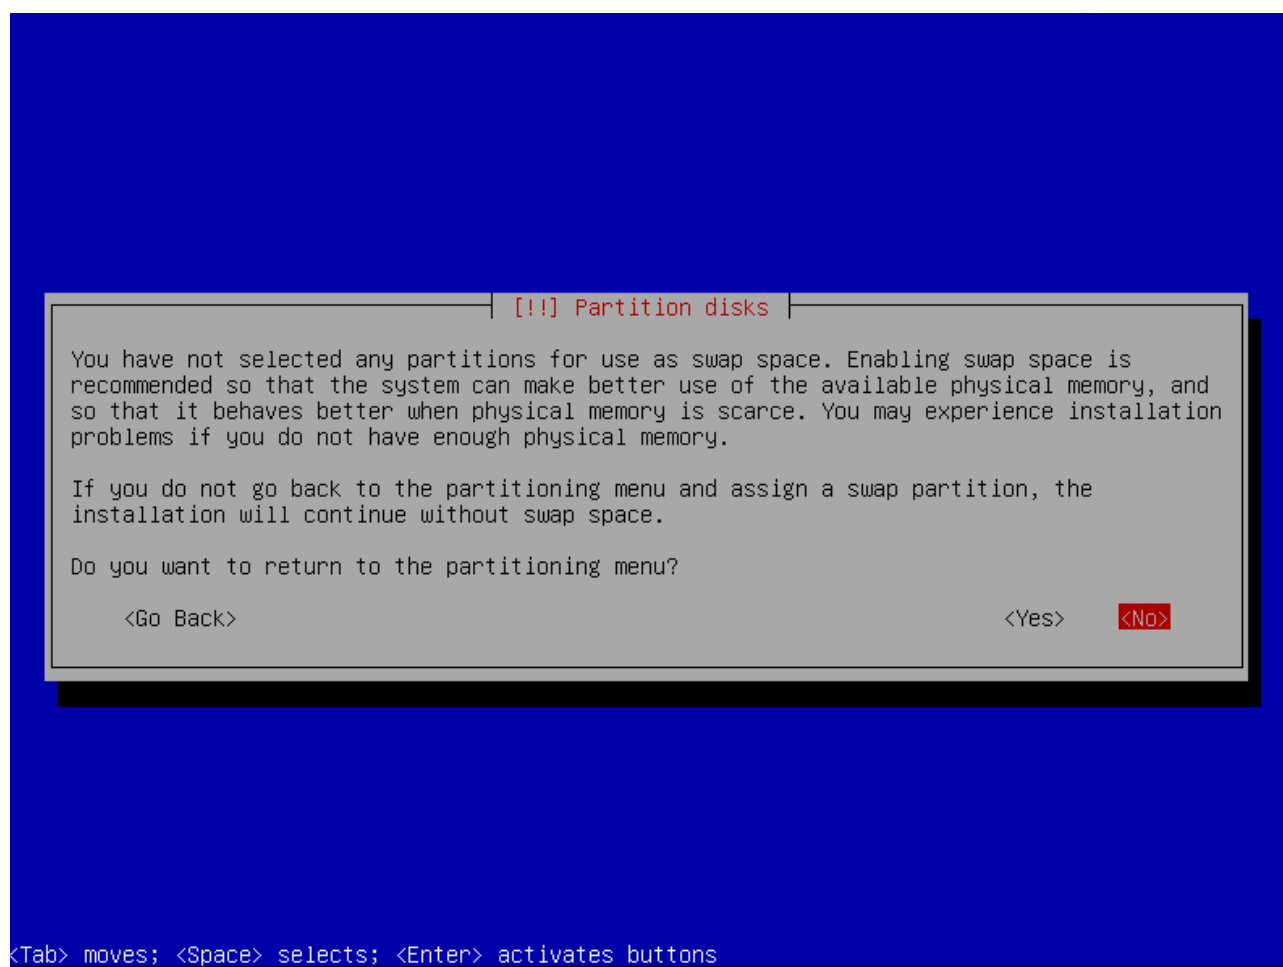 [!!] Partition disks
You have not selected any partitions for use as swap space. Enabling swap space is
recommended so that the system can make better use of the available physical memory, and
so that it behaves better when physical memory is scarce. You may experience installation
problems if you do not have enough physical memory.
If you do not go back to the partitioning menu and assign a swap partition, the
installation will continue without swap space.
Do you want to return to the partitioning menu?
<Go Back> <Yes> <No>
<Tab> moves; <Space> selects; <Enter> activates buttons